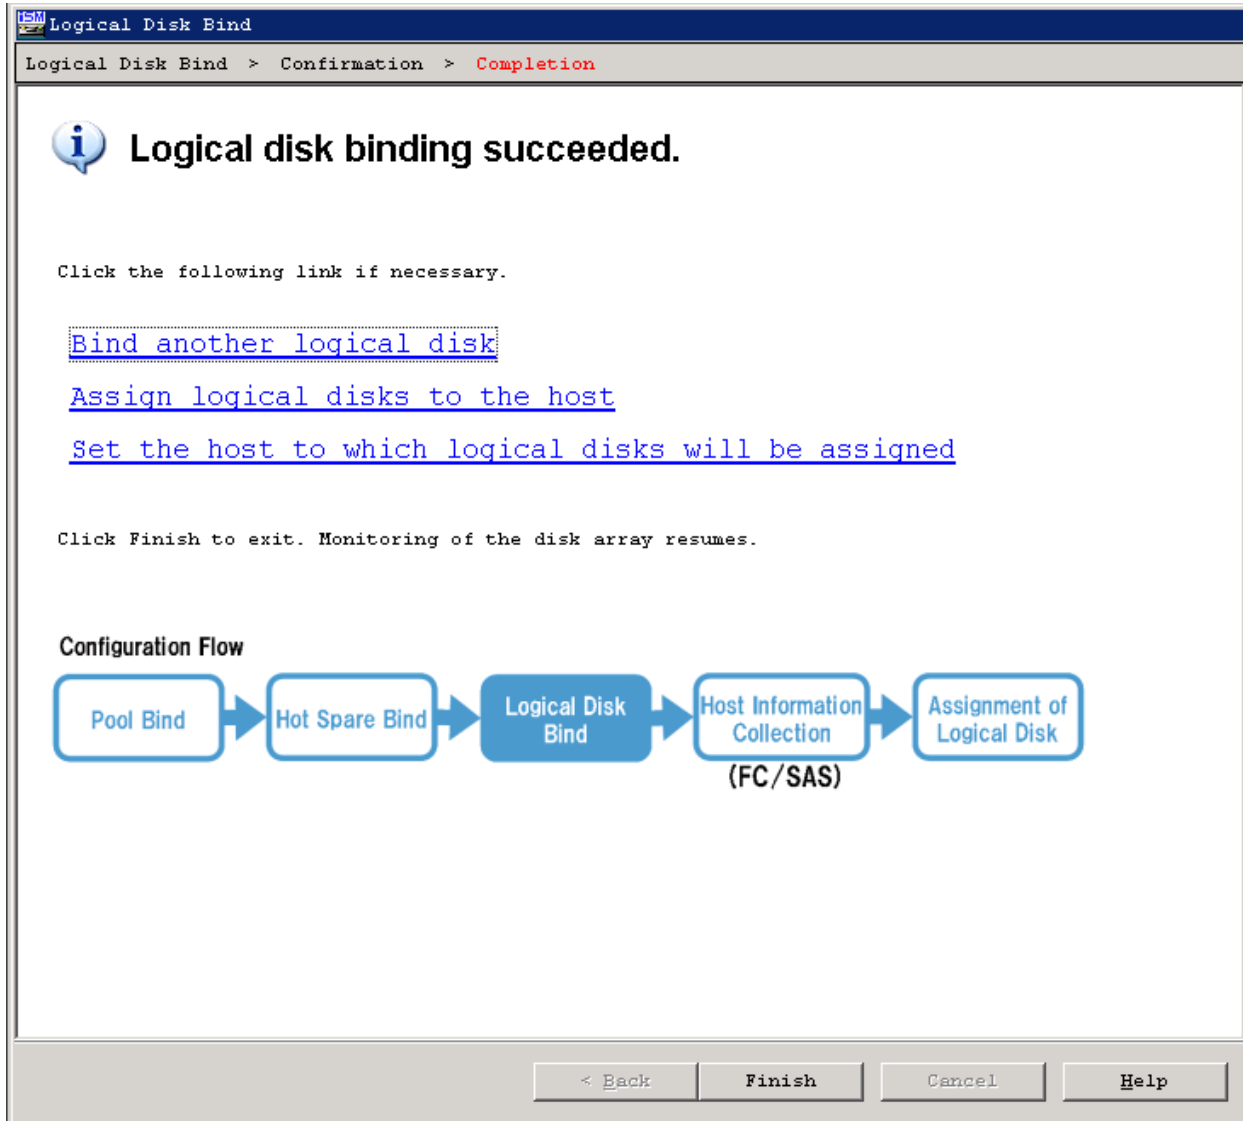 iSM Logical Disk Bind
Logical Disk Bind > Confirmation > Completion
Logical disk binding succeeded.
Click the following link if necessary.
Bind another logical disk
Assign logical disks to the host
Set the host to which logical disks will be assigned
Click Finish to exit. Monitoring of the disk array resumes.
Configuration Flow
Pool Bind
Hot Spare Bind
Logical Disk
Bind
Host Information
Collection
(FC/SAS)
Assignment of
Logical Disk
< Back
Finish
Cancel
Help